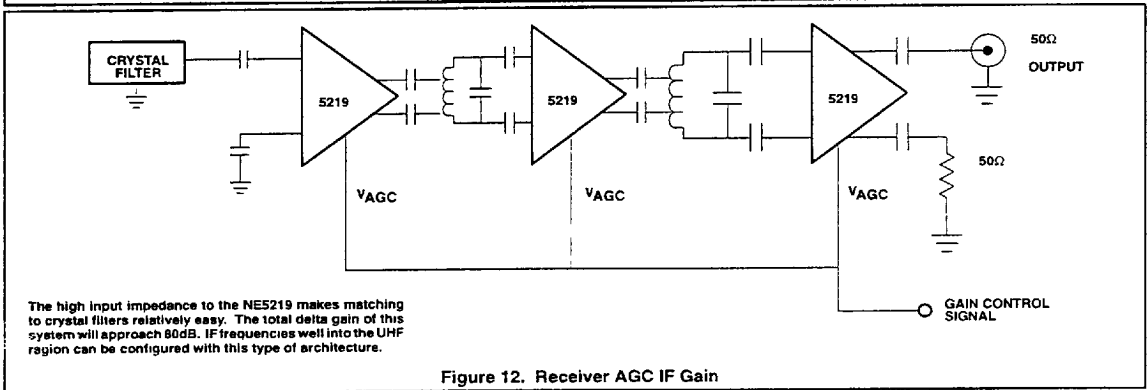 CRYSTAL
FILTER
5219
5219
5219
50Ω
OUTPUT
50Ω
VAGC
VAGC
VAGC
GAIN CONTROL
SIGNAL
The high input impedance to the NE5219 makes matching
to crystal filters relatively easy. The total delta gain of this
system will approach 80dB. IF frequencies well into the UHF
region can be configured with this type of architecture.
Figure 12. Receiver AGC IF Gain